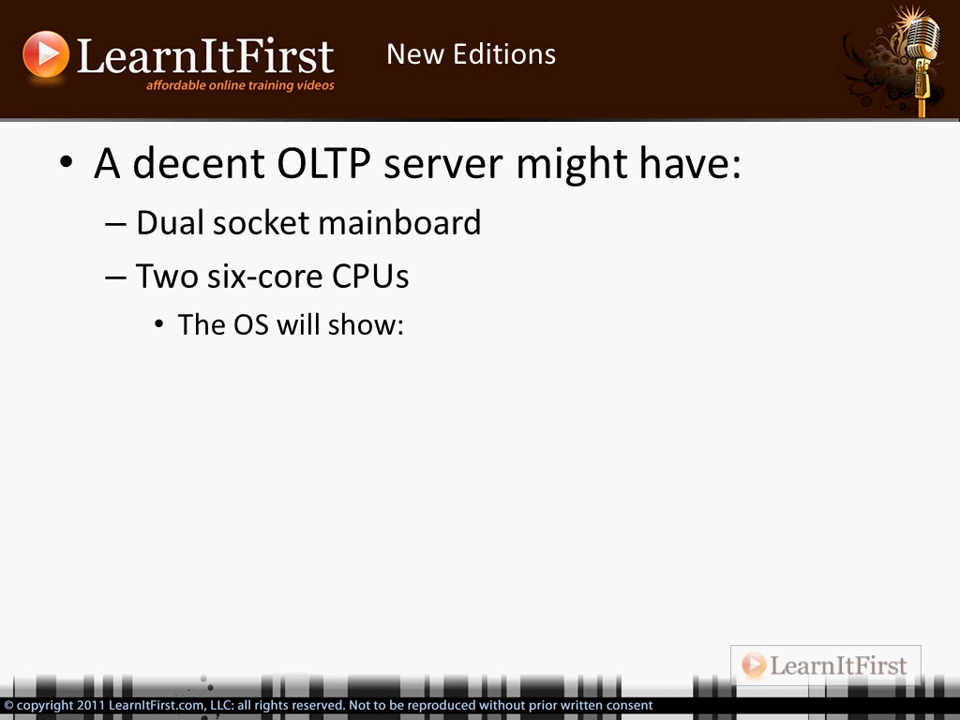 LearnItFirst
affordable online training videos
New Editions
• A decent OLTP server might have:
– Dual socket mainboard
– Two six-core CPUs
• The OS will show:
LearnItFirst
© copyright 2011 LearnItFirst.com, LLC: all rights reserved. Not to be reproduced without prior written consent